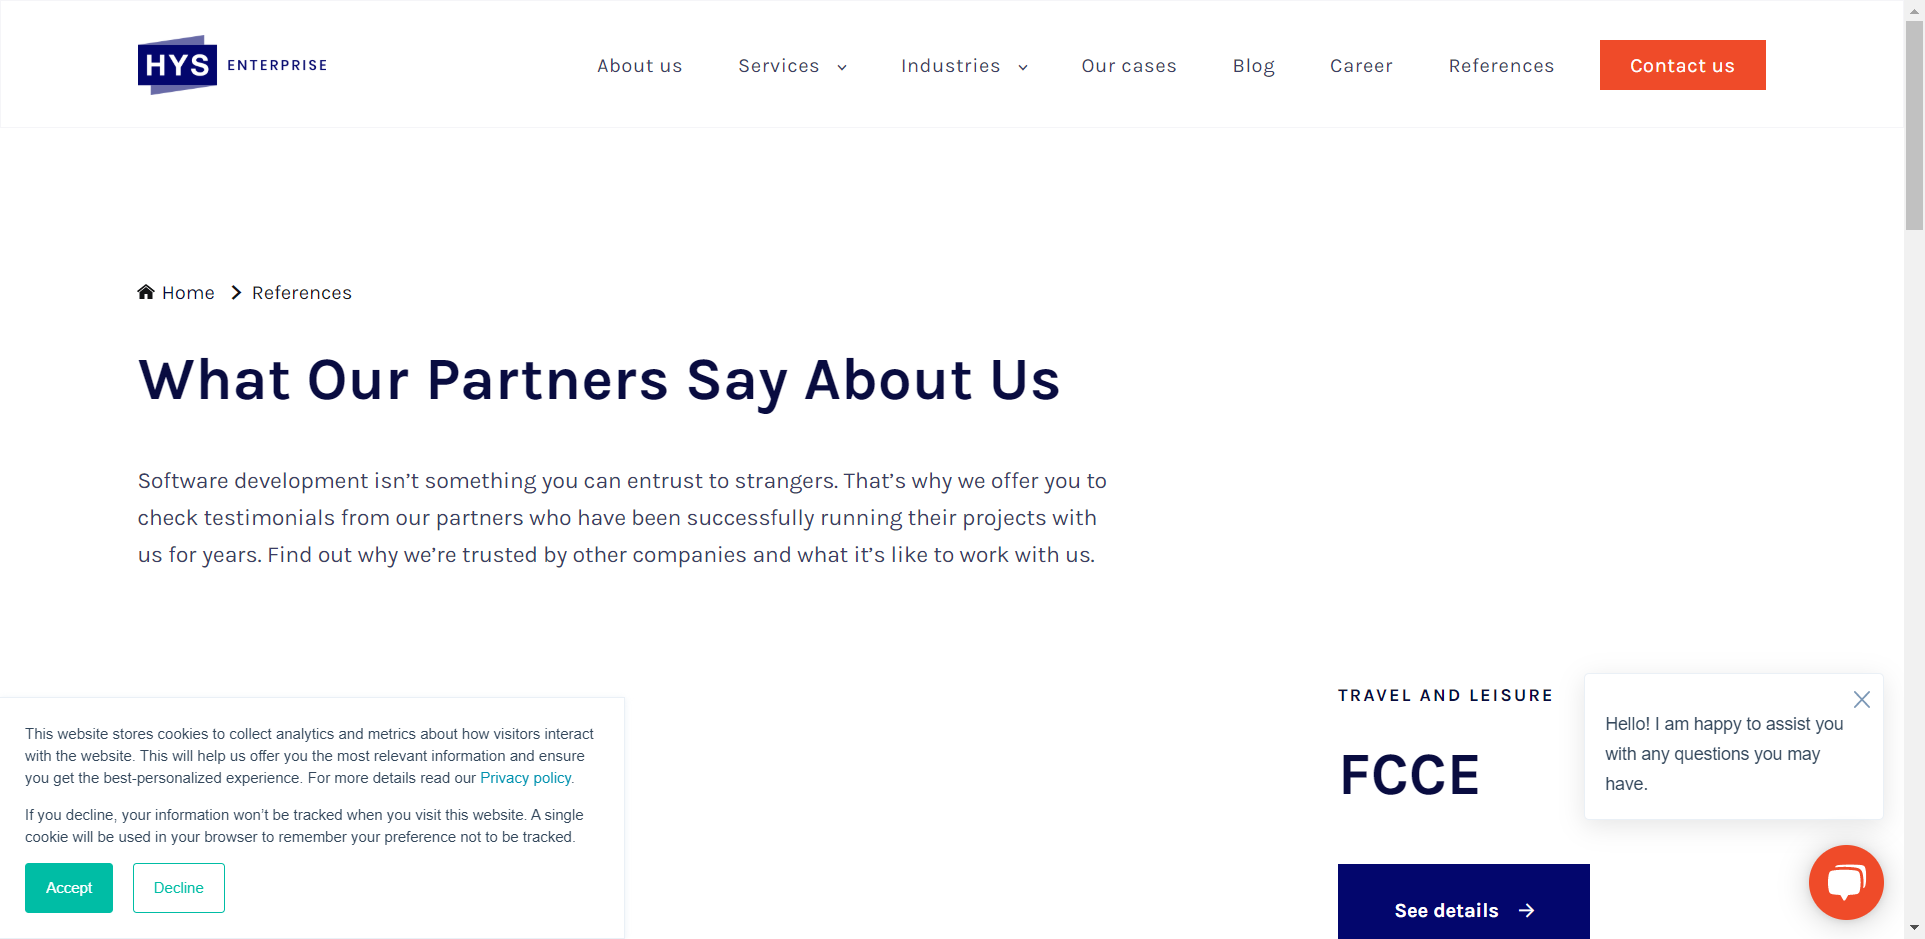 HYS ENTERPRISE
About us Services Industries Our cases Blog Career References Contact us
Home References
What Our Partners Say About Us
Software development isn’t something you can entrust to strangers. That’s why we offer you to
check testimonials from our partners who have been successfully running their projects with
us for years. Find out why we’re trusted by other companies and what it’s like to work with us.
TRAVEL AND LEISURE
FCCE
See details
This website stores cookies to collect analytics and metrics about how visitors interact
with the website. This will help us offer you the most relevant information and ensure
you get the best-personalized experience. For more details read our Privacy policy.
If you decline, your information won’t be tracked when you visit this website. A single
cookie will be used in your browser to remember your preference not to be tracked.
Accept Decline
Hello! I am happy to assist you
with any questions you may
have.